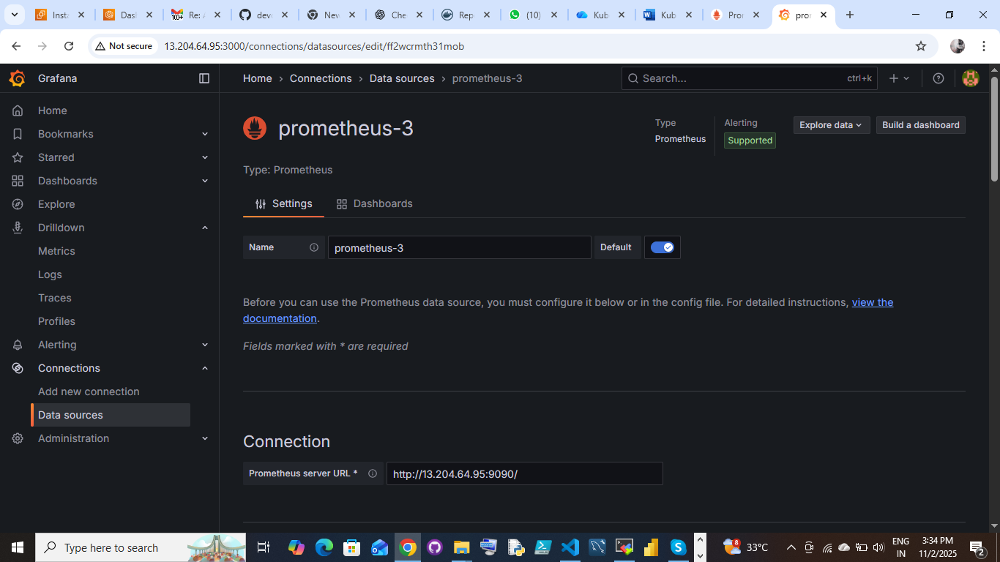 Insta
Das
Re: A
devo
New
Che
Rep
(10)
Kub
Kub
Pro
pro
Not secure
13.204.64.95:3000/connections/datasources/edit/ff2wcrmth31mob
Grafana
Home > Connections > Data sources > prometheus-3
Search...
ctrl+k
Home
Bookmarks
Starred
Dashboards
Explore
Drilldown
Metrics
Logs
Traces
Profiles
Alerting
Connections
Add new connection
Data sources
Administration
prometheus-3
Type
Prometheus
Alerting
Supported
Explore data
Build a dashboard
Type: Prometheus
Settings
Dashboards
Name
prometheus-3
Default
Before you can use the Prometheus data source, you must configure it below or in the config file. For detailed instructions, view the
documentation.
Fields marked with * are required
Connection
Prometheus server URL *
http://13.204.64.95:9090/
Type here to search
8
33°C
ENG
IN
3:34 PM
11/2/2025
2